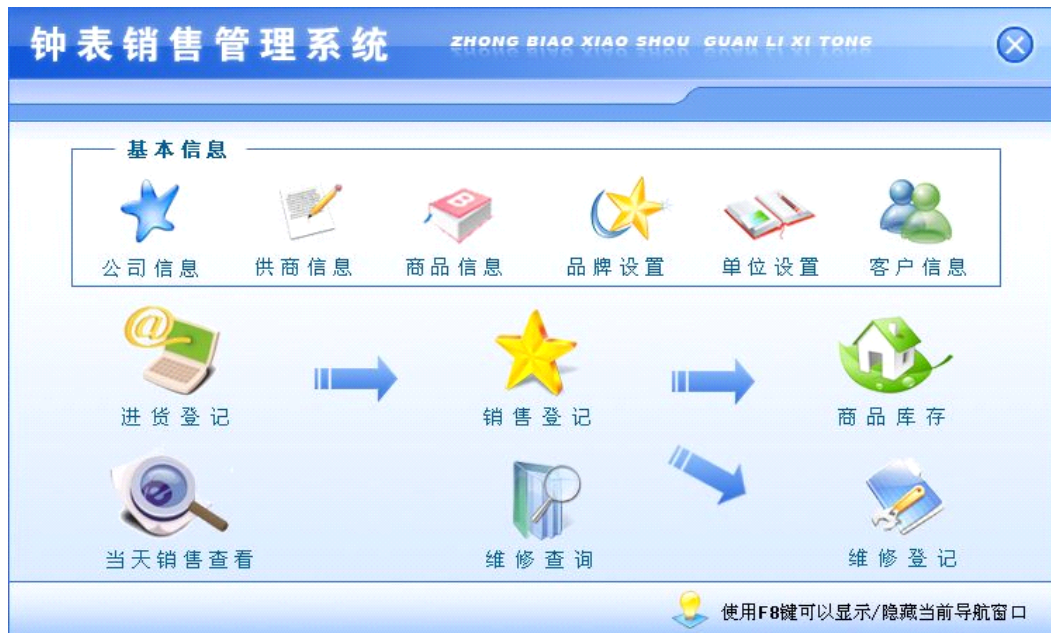 钟表销售管理系统 ZHONG BIAO XIAO SHOU GUAN LI XI TONG
基本信息
公司信息 供商信息 商品信息 品牌设置 单位设置 客户信息
进货登记 销售登记 商品库存
当天销售查看 维修查询 维修登记
使用F8键可以显示/隐藏当前导航窗口